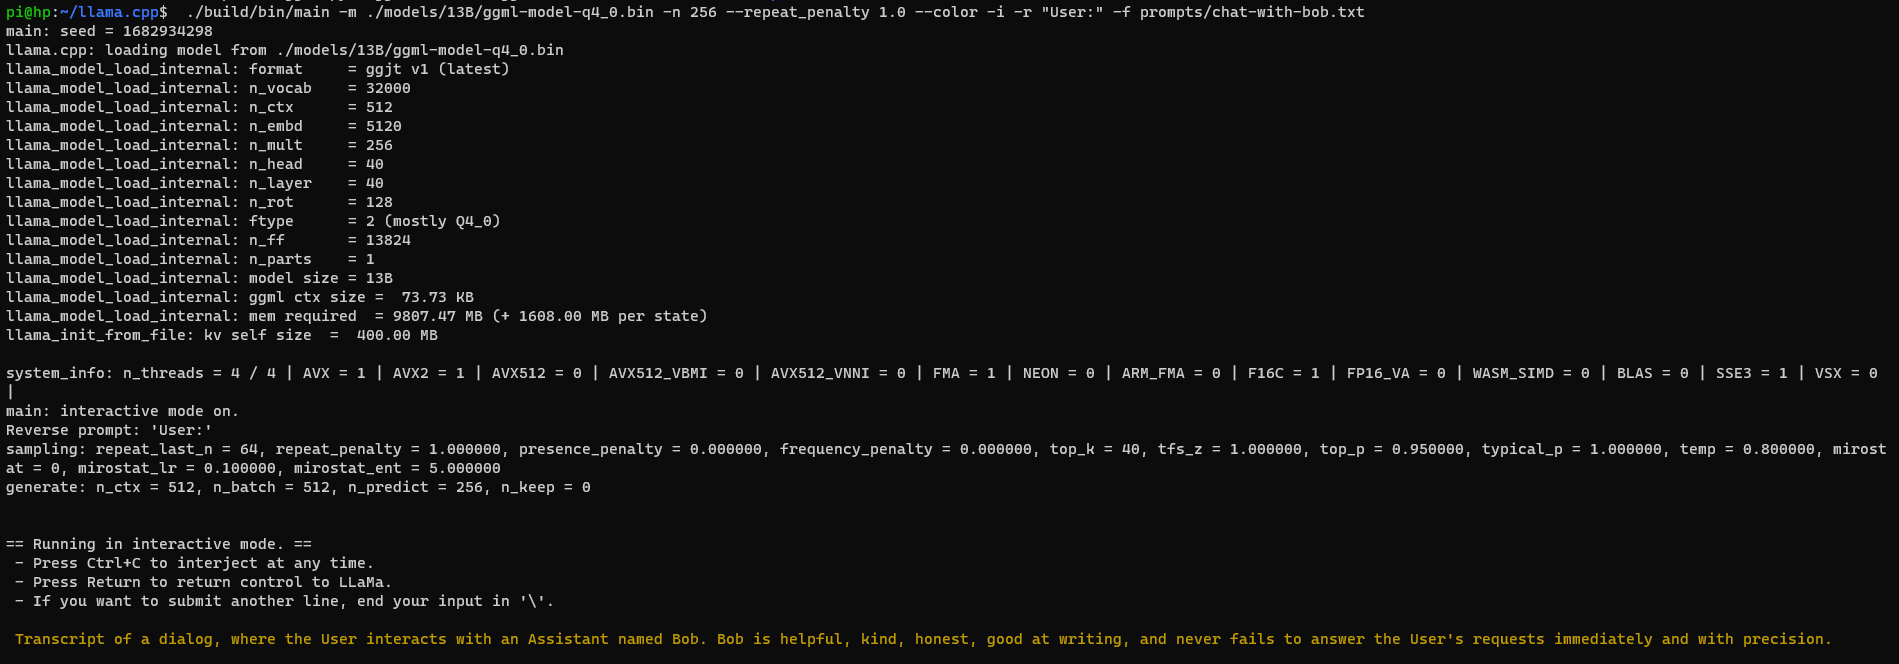 pi@hp:~/llama.cpp$  ./build/bin/main -m ./models/13B/ggml-model-q4_0.bin -n 256 --repeat_penalty 1.0 --color -i -r "User:" -f prompts/chat-with-bob.txt
main: seed = 1682934298
llama.cpp: loading model from ./models/13B/ggml-model-q4_0.bin
llama_model_load_internal: format     = ggjt v1 (latest)
llama_model_load_internal: n_vocab    = 32000
llama_model_load_internal: n_ctx      = 512
llama_model_load_internal: n_embd     = 5120
llama_model_load_internal: n_mult     = 256
llama_model_load_internal: n_head     = 40
llama_model_load_internal: n_layer    = 40
llama_model_load_internal: n_rot      = 128
llama_model_load_internal: ftype      = 2 (mostly Q4_0)
llama_model_load_internal: n_ff       = 13824
llama_model_load_internal: n_parts    = 1
llama_model_load_internal: model size = 13B
llama_model_load_internal: ggml ctx size =  73.73 KB
llama_model_load_internal: mem required  = 9807.47 MB (+ 1608.00 MB per state)
llama_init_from_file: kv self size  =  400.00 MB
system_info: n_threads = 4 / 4 | AVX = 1 | AVX2 = 1 | AVX512 = 0 | AVX512_VBMI = 0 | AVX512_VNNI = 0 | FMA = 1 | NEON = 0 | ARM_FMA = 0 | F16C = 1 | FP16_VA = 0 | WASM_SIMD = 0 | BLAS = 0 | SSE3 = 1 | VSX = 0
|
main: interactive mode on.
Reverse prompt: 'User:'
sampling: repeat_last_n = 64, repeat_penalty = 1.000000, presence_penalty = 0.000000, frequency_penalty = 0.000000, top_k = 40, tfs_z = 1.000000, top_p = 0.950000, typical_p = 1.000000, temp = 0.800000, mirost
at = 0, mirostat_lr = 0.100000, mirostat_ent = 5.000000
generate: n_ctx = 512, n_batch = 512, n_predict = 256, n_keep = 0
== Running in interactive mode. ==
 - Press Ctrl+C to interject at any time.
 - Press Return to return control to LLaMa.
 - If you want to submit another line, end your input in '\'.
 Transcript of a dialog, where the User interacts with an Assistant named Bob. Bob is helpful, kind, honest, good at writing, and never fails to answer the User's requests immediately and with precision.